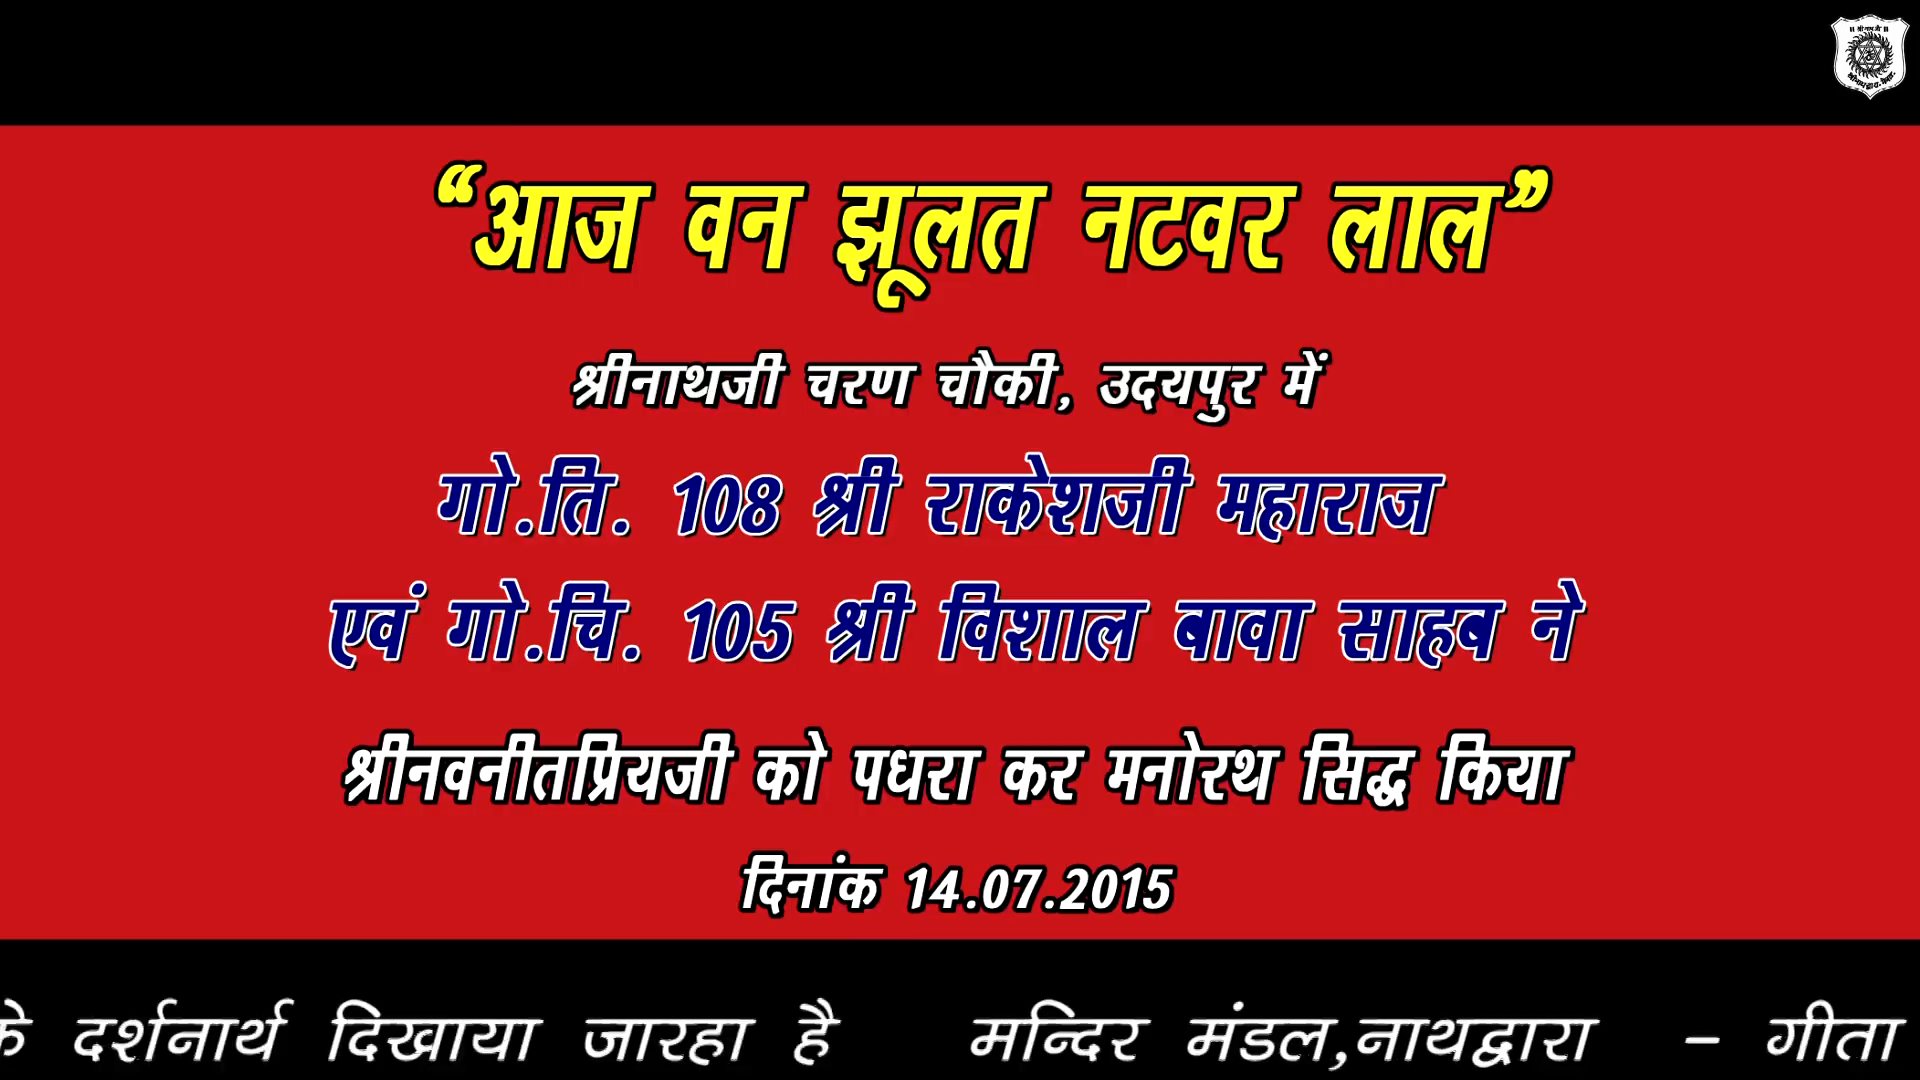 “आज वन झूलत नटवर लाल”
श्रीनाथजी चरण चौकी, उदयपुर में
गो.ति. 108 श्री राकेशजी महाराज
एवं गो.चि. 105 श्री विशाल बावा साहब ने
श्रीनवनीतप्रियजी को पधरा कर मनोरथ सिद्ध किया
दिनांक 14.07.2015
के दर्शनार्थ दिखाया जारहा है मन्दिर मंडल,नाथद्वारा - गीता